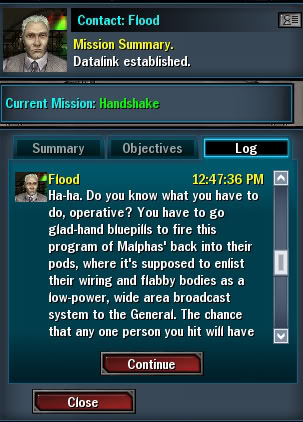 Contact: Flood
Mission Summary.
Datalink established.
Current Mission: Handshake
Summary
Objectives
Log
Flood 12:47:36 PM
Ha-ha. Do you know what you have to
do, operative? You have to go
glad-hand bluepills to fire this
program of Malphas' back into their
pods, where it's supposed to enlist
their wiring and flabby bodies as a
low-power, wide area broadcast
system to the General. The chance
that any one person you hit will have
Continue
Close